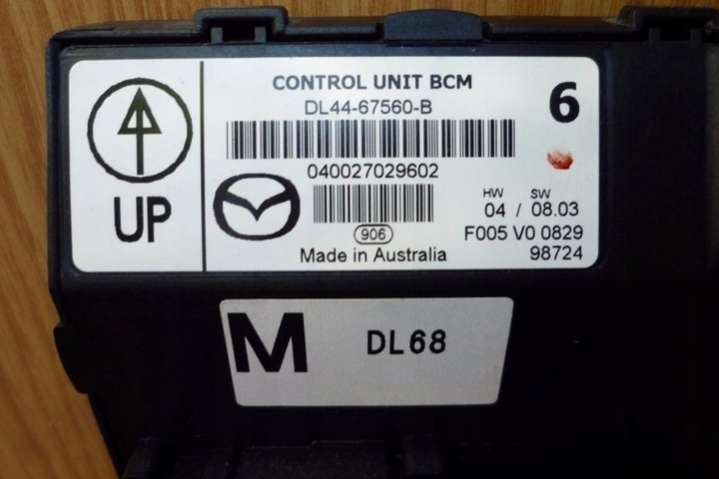 UP
CONTROL UNIT BCM
DL44-67560-B
6
040027029602
HW SW
04 / 08.03
906
F005 V0 0829
Made in Australia
98724
M DL68